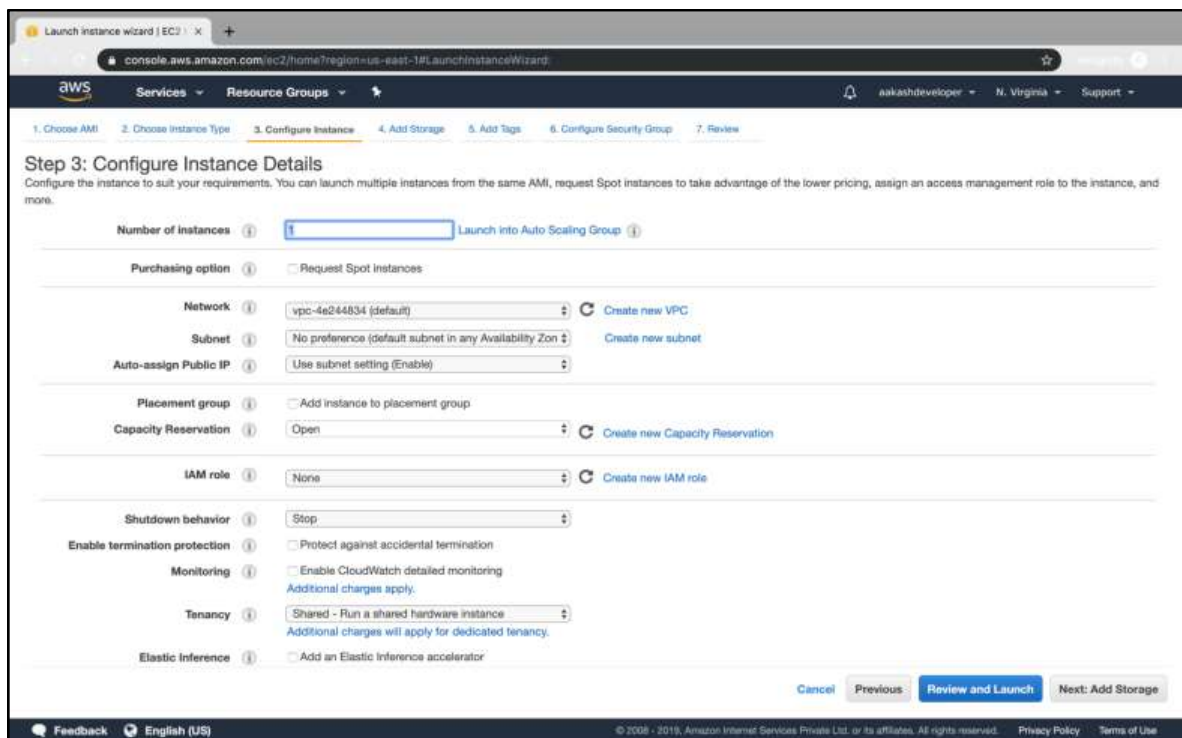 Launch instance wizard | EC2
console.aws.amazon.com/ec2/home?region=us-east-1#LaunchInstanceWizard:
aws Services Resource Groups aakashdeveloper N. Virginia Support
1. Choose AMI 2. Choose Instance Type 3. Configure Instance 4. Add Storage 5. Add Tags 6. Configure Security Group 7. Review
Step 3: Configure Instance Details
Configure the instance to suit your requirements. You can launch multiple instances from the same AMI, request Spot instances to take advantage of the lower pricing, assign an access management role to the instance, and
more.
Number of instances 1 Launch into Auto Scaling Group
Purchasing option Request Spot instances
Network vpc-4e244834 (default) Create new VPC
Subnet No preference (default subnet in any Availability Zon Create new subnet
Auto-assign Public IP Use subnet setting (Enable)
Placement group Add instance to placement group
Capacity Reservation Open Create new Capacity Reservation
IAM role None Create new IAM role
Shutdown behavior Stop
Enable termination protection Protect against accidental termination
Monitoring Enable CloudWatch detailed monitoring
Additional charges apply.
Tenancy Shared - Run a shared hardware instance
Additional charges will apply for dedicated tenancy.
Elastic Inference Add an Elastic Inference accelerator
Cancel Previous Review and Launch Next: Add Storage
Feedback English (US) © 2008 - 2019, Amazon Internet Services Private Ltd. or its affiliates. All rights reserved. Privacy Policy Terms of Use